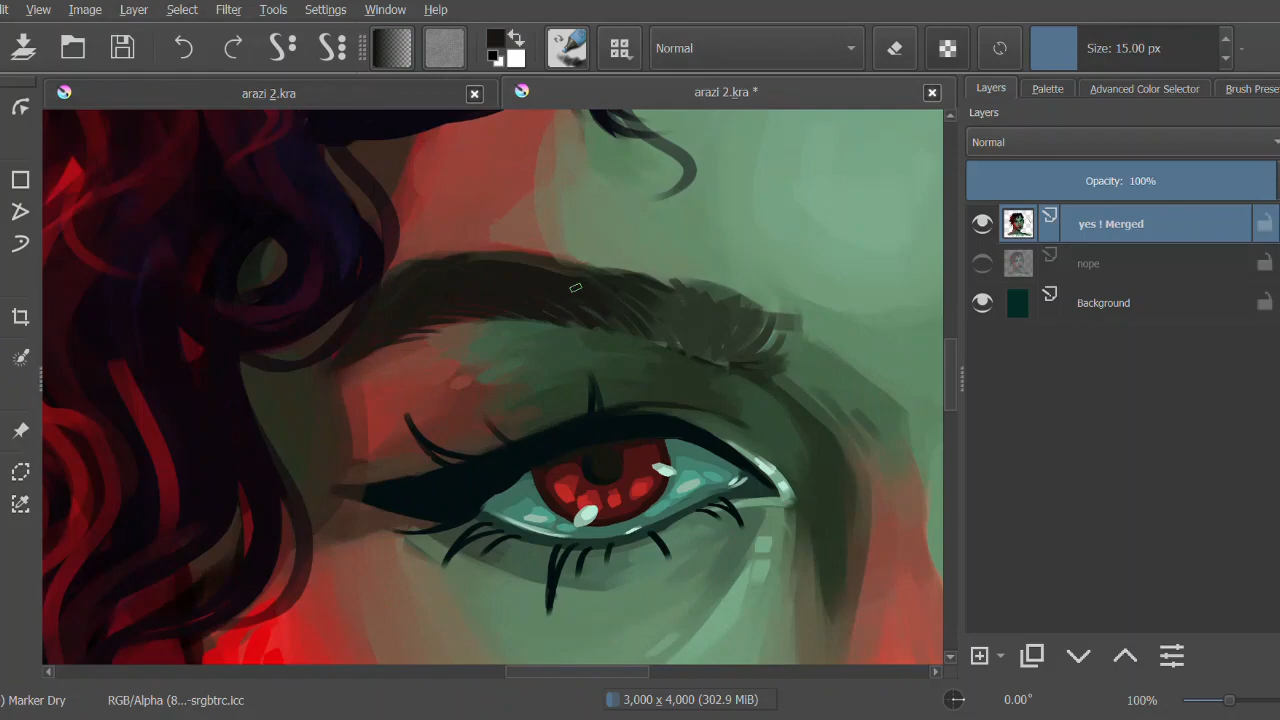 it View Image Layer Select Filter Tools Settings Window Help
Normal Size: 15.00 px
arazi 2.kra arazi 2.kra *
Layers Palette Advanced Color Selector Brush Prese
Layers
Normal
Opacity: 100%
yes ! Merged
nope
Background
) Marker Dry RGB/Alpha (8...-srgbtrc.icc 3,000 x 4,000 (302.9 MiB) 0.00° 100%